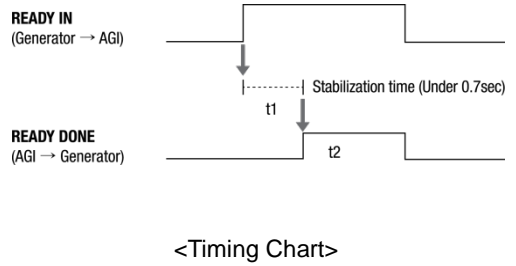 READY IN
(Generator → AGI)
Stabilization time (Under 0.7sec)
t1
READY DONE
(AGI → Generator)
t2
<Timing Chart>